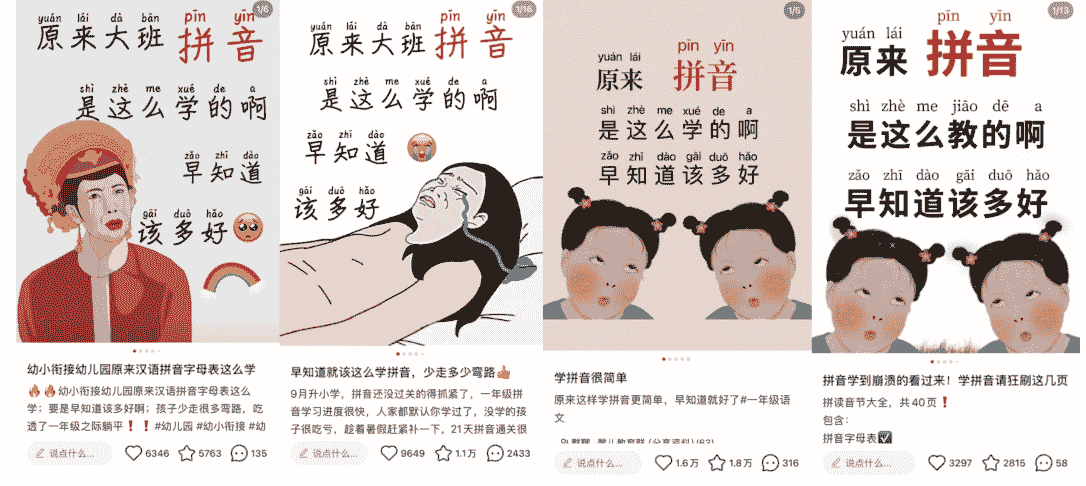 1/6
yuán lái dà bān pīn yīn
原来大班拼音
shì zhè me xué de a
是这么学的啊
zǎo zhī dào
早知道
gāi duō hǎo
该多好
幼小衔接幼儿园原来汉语拼音字母表这么学
🔥🔥幼小衔接幼儿园原来汉语拼音字母表这么
学;要是早知道该多好啊;孩子走很多弯路,吃
透了一年级之际躺平❗❗#幼儿园 #幼小衔接 #幼
说点什么...
6346 5763 135
1/16
yuán lái dà bān pīn yīn
原来大班拼音
shì zhè me xué de a
是这么学的啊
zǎo zhī dào
早知道😭
gāi duō hǎo
该多好
早知道就该这么学拼音,少走多少弯路👍
9月升小学,拼音还没过关的得抓紧了,一年级拼
音学习进度很快,人家都默认你学过了,没学的孩
子很吃亏,趁着暑假赶紧补一下,21天拼音通关很
说点什么...
9649 1.1万 2433
1/5
yuán lái pīn yīn
原来 拼音
shì zhè me xué de a
是这么学的啊
zǎo zhī dào gāi duō hǎo
早知道该多好
学拼音很简单
原来这样学拼音更简单,早知道就好了#一年级语
文
说点什么...
1.6万 1.8万 316
1/13
yuán lái pīn yīn
原来拼音
shì zhè me jiāo dē a
是这么教的啊
zǎo zhī dào gāi duō hǎo
早知道该多好
拼音学到崩溃的看过来!学拼音请狂刷这几页
拼读音节大全,共40页❗
包含:
拼音字母表☑
说点什么...
3297 2815 58